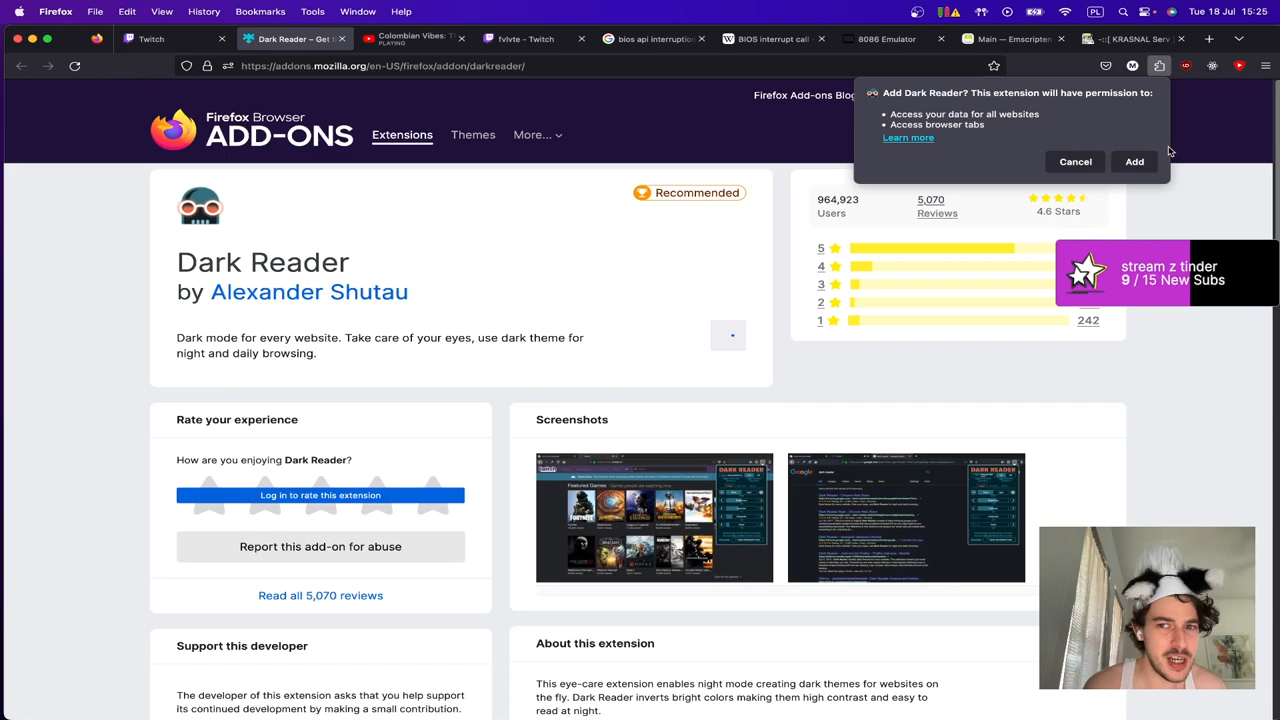 Firefox File Edit View History Bookmarks Tools Window Help PL Tue 18 Jul 15:25
Twitch Dark Reader – Get t Colombian Vibes: T fvlvte - Twitch bios api interruption BIOS interrupt call — 8086 Emulator Main — Emscripten -::[ KRASNAL Serv
PLAYING
https://addons.mozilla.org/en-US/firefox/addon/darkreader/
Add Dark Reader? This extension will have permission to:
Access your data for all websites
Access browser tabs
Learn more
Cancel Add
Firefox Add-ons Blog
Firefox Browser
ADD-ONS
Extensions Themes More...
Recommended
Dark Reader
by Alexander Shutau
Dark mode for every website. Take care of your eyes, use dark theme for
night and daily browsing.
964,923 5,070
Users Reviews 4.6 Stars
5
4
3
2
1 242
stream z tinder
9 / 15 New Subs
Rate your experience
How are you enjoying Dark Reader?
Log in to rate this extension
Report this add-on for abuse
Read all 5,070 reviews
Screenshots
DARK READER
DARK READER
Support this developer
The developer of this extension asks that you help support
its continued development by making a small contribution.
About this extension
This eye-care extension enables night mode creating dark themes for websites on
the fly. Dark Reader inverts bright colors making them high contrast and easy to
read at night.